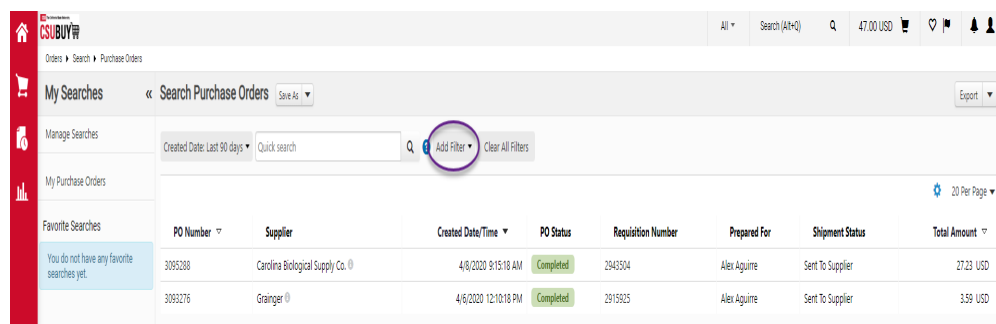 CSUBUY
All Search (Alt+Q) 47.00 USD
Orders Search Purchase Orders
My Searches « Search Purchase Orders Save As Export
Manage Searches
Created Date: Last 90 days Quick search Add Filter Clear All Filters
My Purchase Orders
20 Per Page
Favorite Searches
You do not have any favorite
searches yet.
PO Number Supplier Created Date/Time PO Status Requisition Number Prepared For Shipment Status Total Amount
3095288 Carolina Biological Supply Co. 4/8/2020 9:15:18 AM Completed 2943504 Alex Aguirre Sent To Supplier 27.23 USD
3093276 Grainger 4/6/2020 12:10:18 PM Completed 2915925 Alex Aguirre Sent To Supplier 3.59 USD